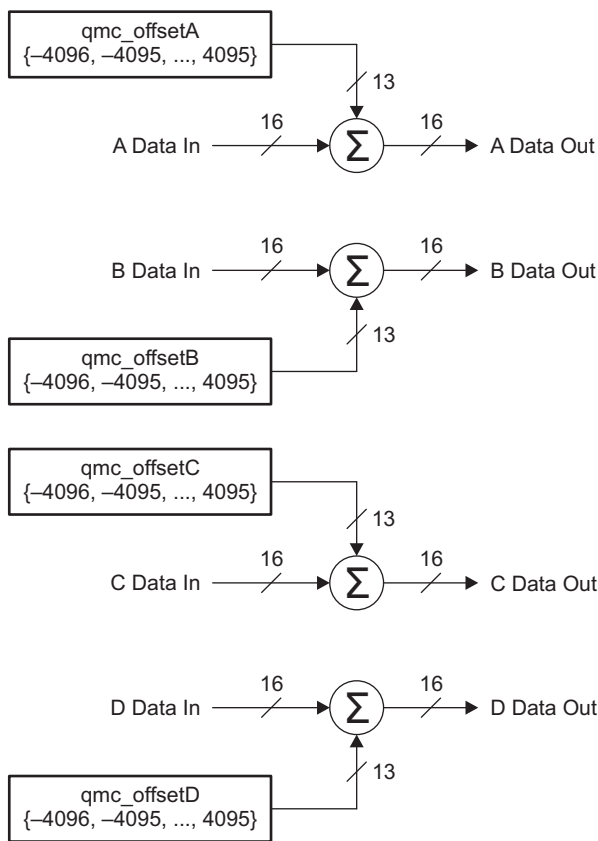 qmc_offsetA
{–4096, –4095, ..., 4095}
13
16
16
A Data In
Σ
A Data Out
16
16
B Data In
Σ
B Data Out
13
qmc_offsetB
{–4096, –4095, ..., 4095}
qmc_offsetC
{–4096, –4095, ..., 4095}
13
16
16
C Data In
Σ
C Data Out
16
16
D Data In
Σ
D Data Out
13
qmc_offsetD
{–4096, –4095, ..., 4095}